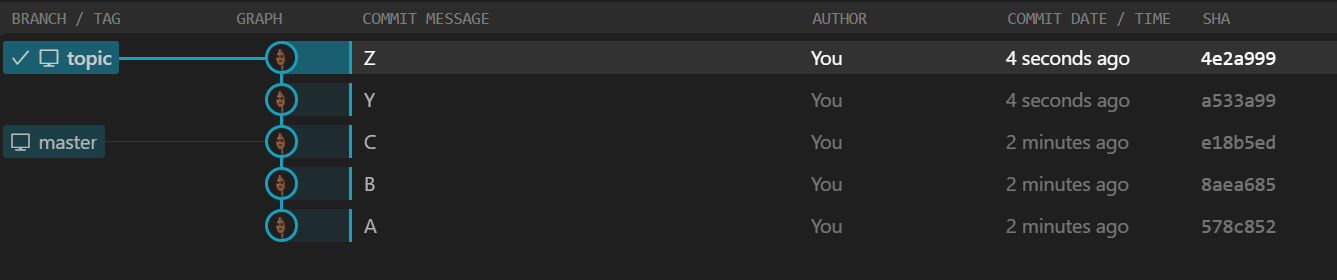 BRANCH / TAG GRAPH COMMIT MESSAGE AUTHOR COMMIT DATE / TIME SHA
topic Z You 4 seconds ago 4e2a999
Y You 4 seconds ago a533a99
master C You 2 minutes ago e18b5ed
B You 2 minutes ago 8aea685
A You 2 minutes ago 578c852